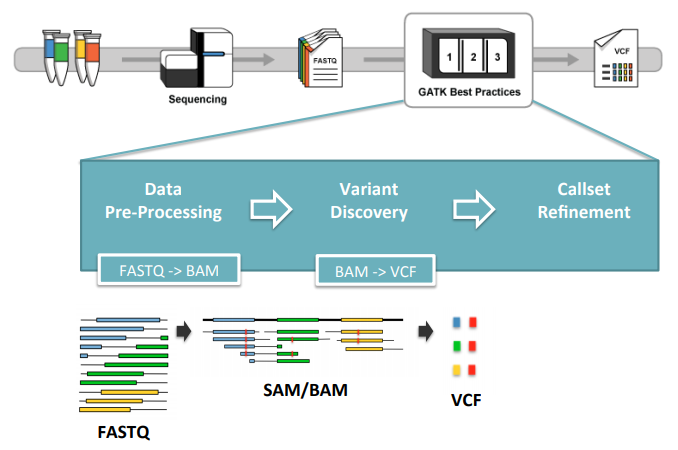 VCF
FASTQ
1 2 3
Sequencing
GATK Best Practices
Data
Pre-Processing
Variant
Discovery
Callset
Refinement
FASTQ -> BAM
BAM -> VCF
SAM/BAM
VCF
FASTQ